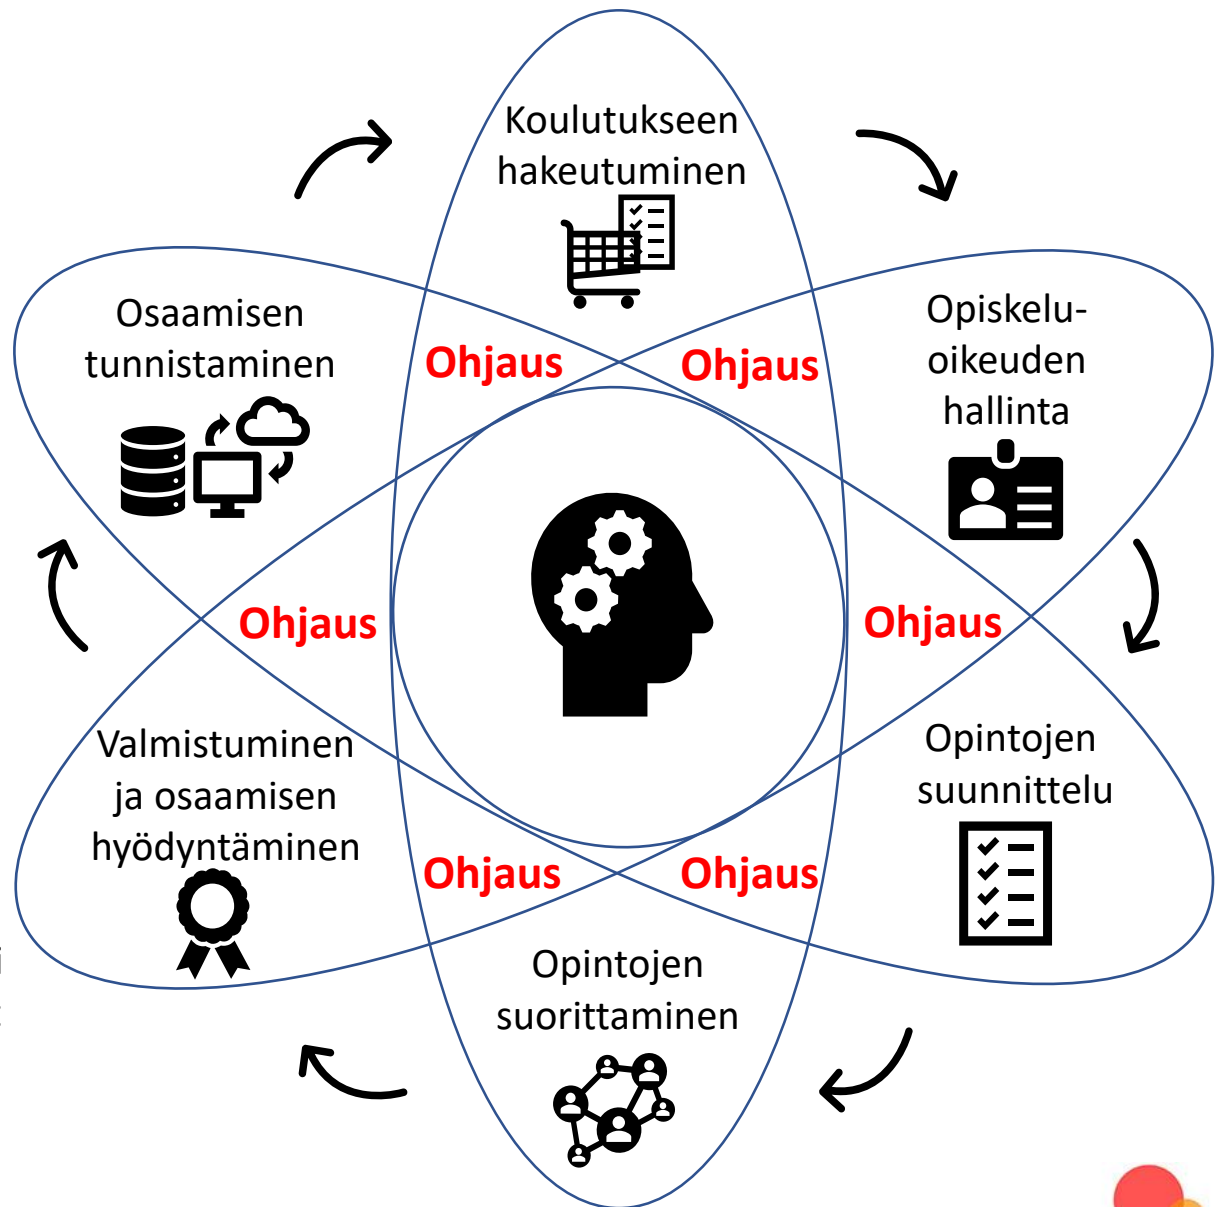 Koulutukseen
hakeutuminen
Osaamisen
tunnistaminen
Opiskelu-
oikeuden
hallinta
Ohjaus
Ohjaus
Ohjaus
Ohjaus
Valmistuminen
ja osaamisen
hyödyntäminen
Opintojen
suunnittelu
Ohjaus
Ohjaus
Opintojen
suorittaminen